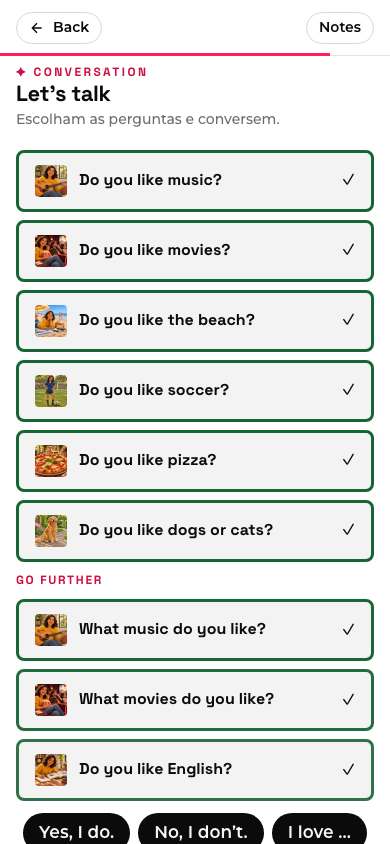 Back
Notes
CONVERSATION
Let's talk
Escolham as perguntas e conversem.
Do you like music?
Do you like movies?
Do you like the beach?
Do you like soccer?
Do you like pizza?
Do you like dogs or cats?
GO FURTHER
What music do you like?
What movies do you like?
Do you like English?
Yes, I do.
No, I don't.
I love ...